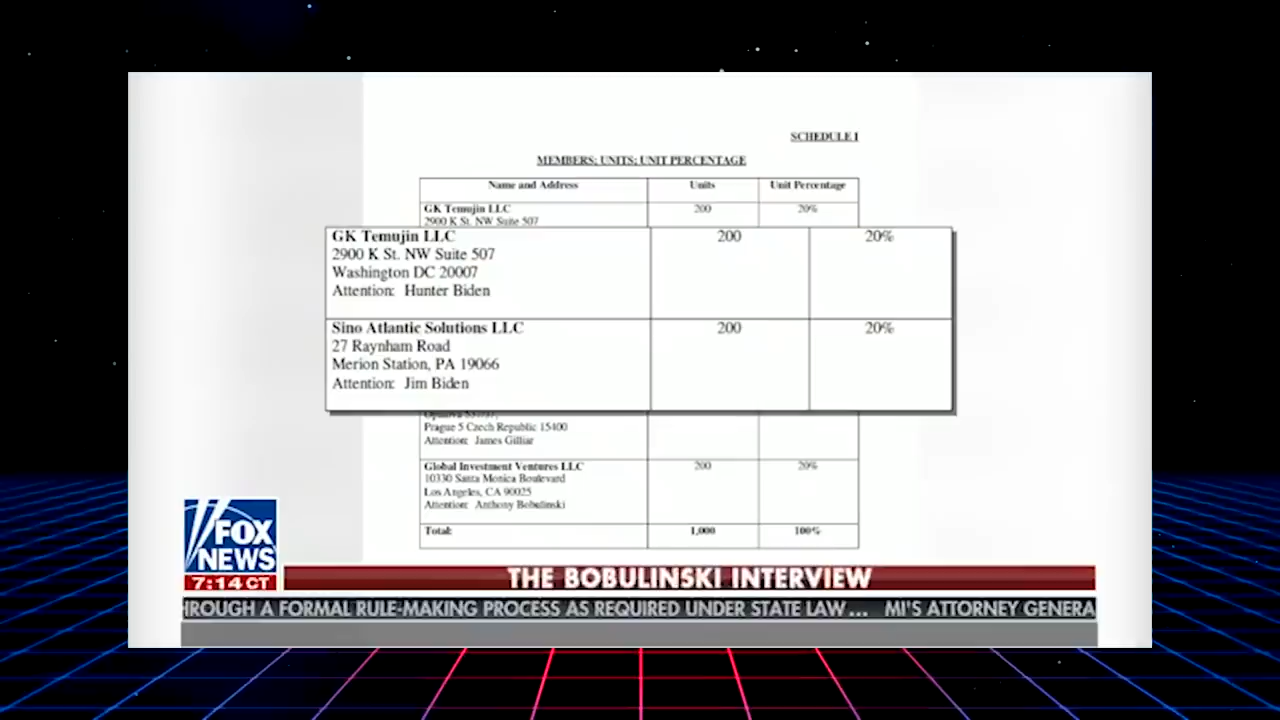 SCHEDULE I
MEMBERS; UNITS; UNIT PERCENTAGE
Name and Address Units Unit Percentage
GK Temujin LLC 200 20%
2900 K St. NW Suite 507
GK Temujin LLC 200 20%
2900 K St. NW Suite 507
Washington DC 20007
Attention: Hunter Biden
Sino Atlantic Solutions LLC 200 20%
27 Raynham Road
Merion Station, PA 19066
Attention: Jim Biden
Prague 5 Czech Republic 15400
Attention: James Gilliar
Global Investment Ventures LLC 200 20%
10330 Santa Monica Boulevard
Los Angeles, CA 90025
Attention: Anthony Bobulinski
Total: 1,000 100%
FOX
NEWS
7:14 CT
THE BOBULINSKI INTERVIEW
HROUGH A FORMAL RULE-MAKING PROCESS AS REQUIRED UNDER STATE LAW... MI'S ATTORNEY GENERA